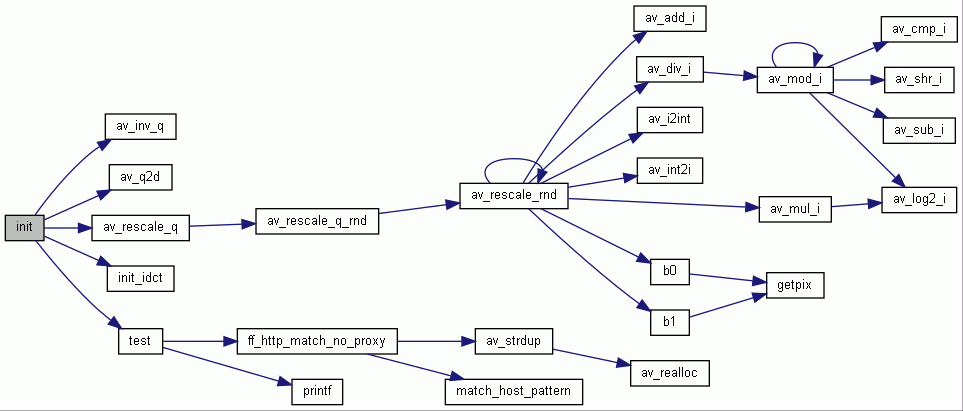 av_add_i
av_cmp_i
av_div_i
av_mod_i
av_shr_i
av_inv_q
av_i2int
av_sub_i
av_q2d
av_int2i
av_rescale_rnd
av_log2_i
init
av_rescale_q
av_rescale_q_rnd
av_mul_i
init_idct
b0
getpix
b1
test
ff_http_match_no_proxy
av_strdup
av_realloc
printf
match_host_pattern